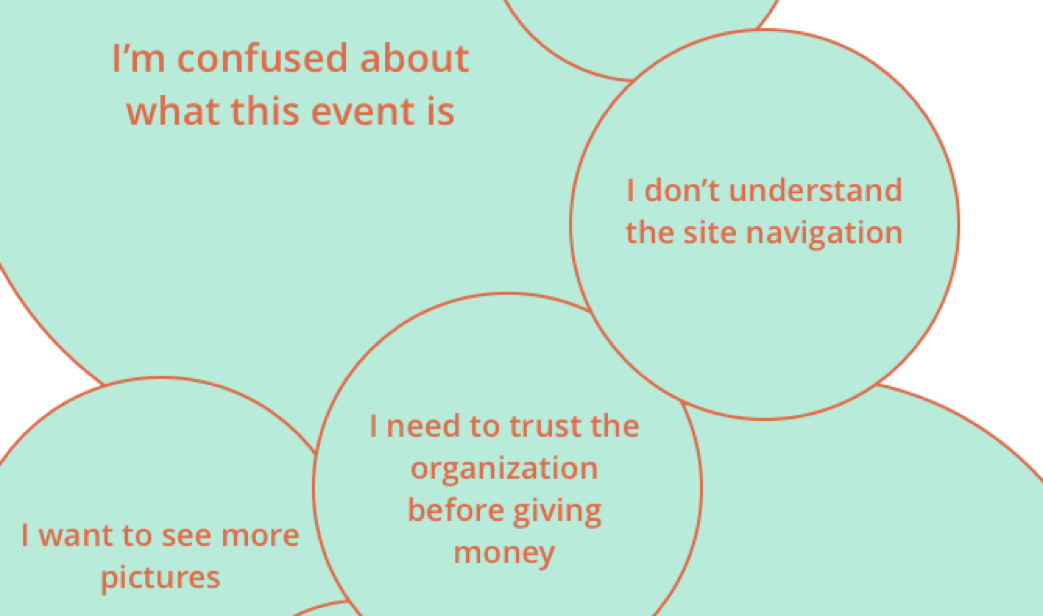 I’m confused about
what this event is
I don’t understand
the site navigation
I need to trust the
organization
before giving
money
I want to see more
pictures